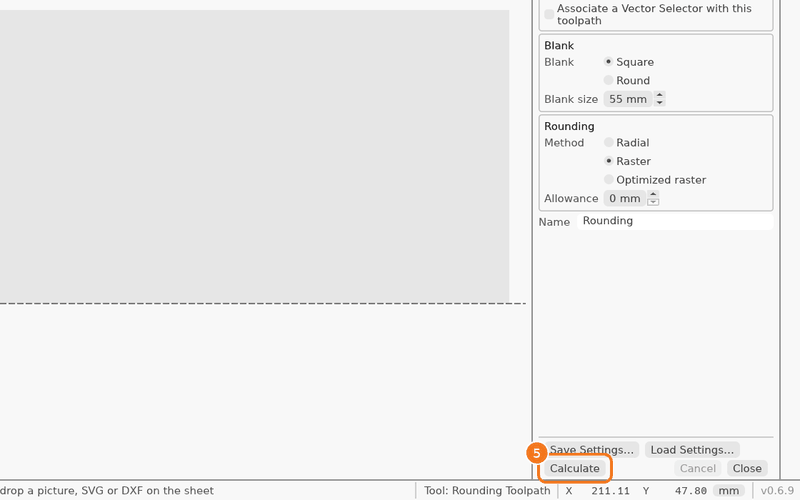 Associate a Vector Selector with this
toolpath
Blank
Blank Square
Round
Blank size 55 mm
Rounding
Method Radial
Raster
Optimized raster
Allowance 0 mm
Name Rounding
5
Save Settings... Load Settings...
Calculate Cancel Close
drop a picture, SVG or DXF on the sheet Tool: Rounding Toolpath X 211.11 Y 47.80 mm v0.6.9